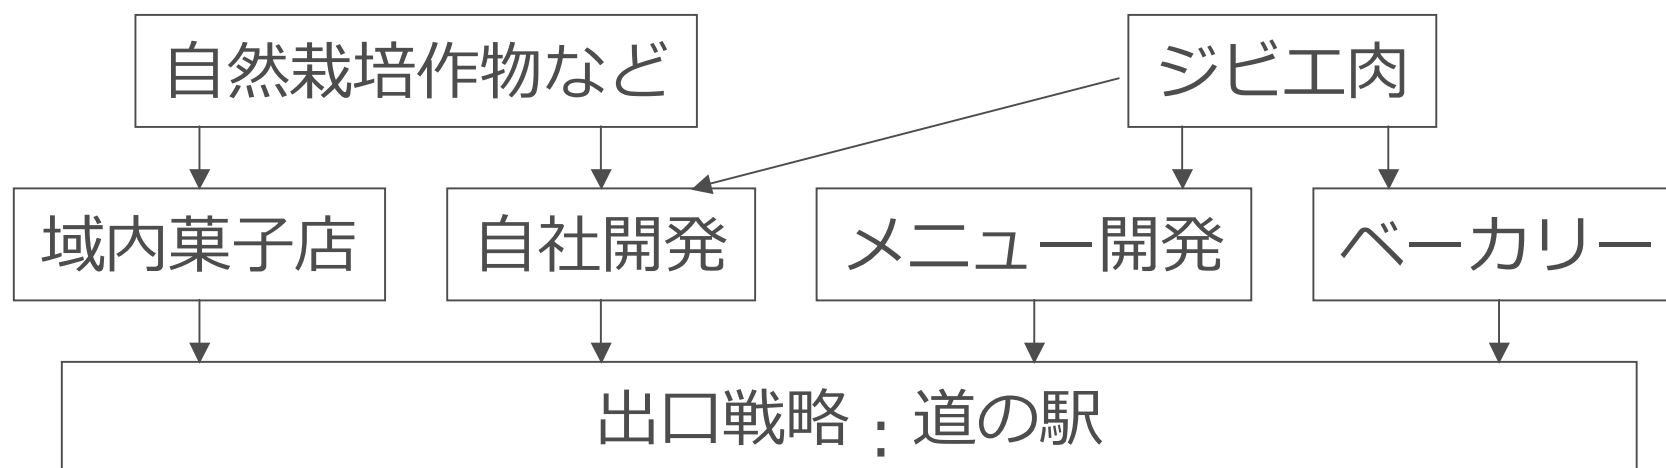 自然栽培作物など
ジビエ肉
域内菓子店
自社開発
メニュー開発
ベーカリー
出口戦略：道の駅